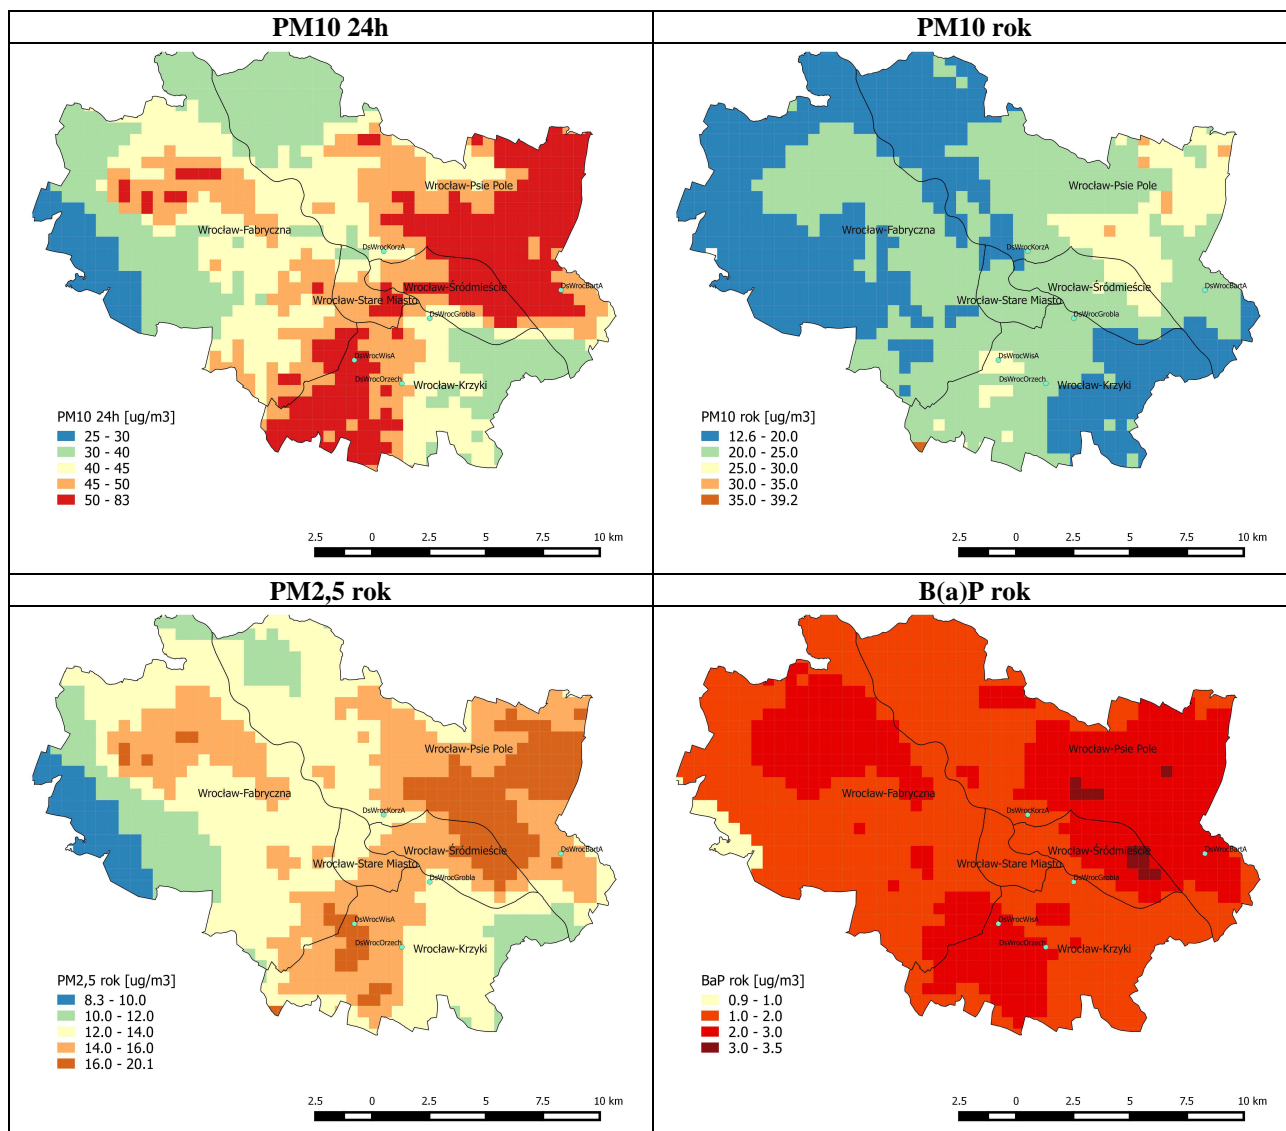 PM10 24h
PM10 rok
Wrocław-Psie Pole
Wrocław-Fabryczna
DsWrocKorzA
Wrocław-Śródmieście
DsWrocBartA
Wrocław-Stare Miasto
DsWrocGrobla
DsWrocWisA
DsWrocOrzech
Wrocław-Krzyki
PM10 24h [ug/m3]
25 - 30
30 - 40
40 - 45
45 - 50
50 - 83
2.5 0 2.5 5 7.5 10 km
Wrocław-Psie Pole
Wrocław-Fabryczna
DsWrocKorzA
Wrocław-Śródmieście
DsWrocBartA
Wrocław-Stare Miasto
DsWrocGrobla
DsWrocWisA
DsWrocOrzech
Wrocław-Krzyki
PM10 rok [ug/m3]
12.6 - 20.0
20.0 - 25.0
25.0 - 30.0
30.0 - 35.0
35.0 - 39.2
2.5 0 2.5 5 7.5 10 km
PM2,5 rok
B(a)P rok
Wrocław-Psie Pole
Wrocław-Fabryczna
DsWrocKorzA
Wrocław-Śródmieście
DsWrocBartA
Wrocław-Stare Miasto
DsWrocGrobla
DsWrocWisA
DsWrocOrzech
Wrocław-Krzyki
PM2,5 rok [ug/m3]
8.3 - 10.0
10.0 - 12.0
12.0 - 14.0
14.0 - 16.0
16.0 - 20.1
2.5 0 2.5 5 7.5 10 km
Wrocław-Psie Pole
Wrocław-Fabryczna
DsWrocKorzA
Wrocław-Śródmieście
DsWrocBartA
Wrocław-Stare Miasto
DsWrocGrobla
DsWrocWisA
DsWrocOrzech
Wrocław-Krzyki
BaP rok [ug/m3]
0.9 - 1.0
1.0 - 2.0
2.0 - 3.0
3.0 - 3.5
2.5 0 2.5 5 7.5 10 km